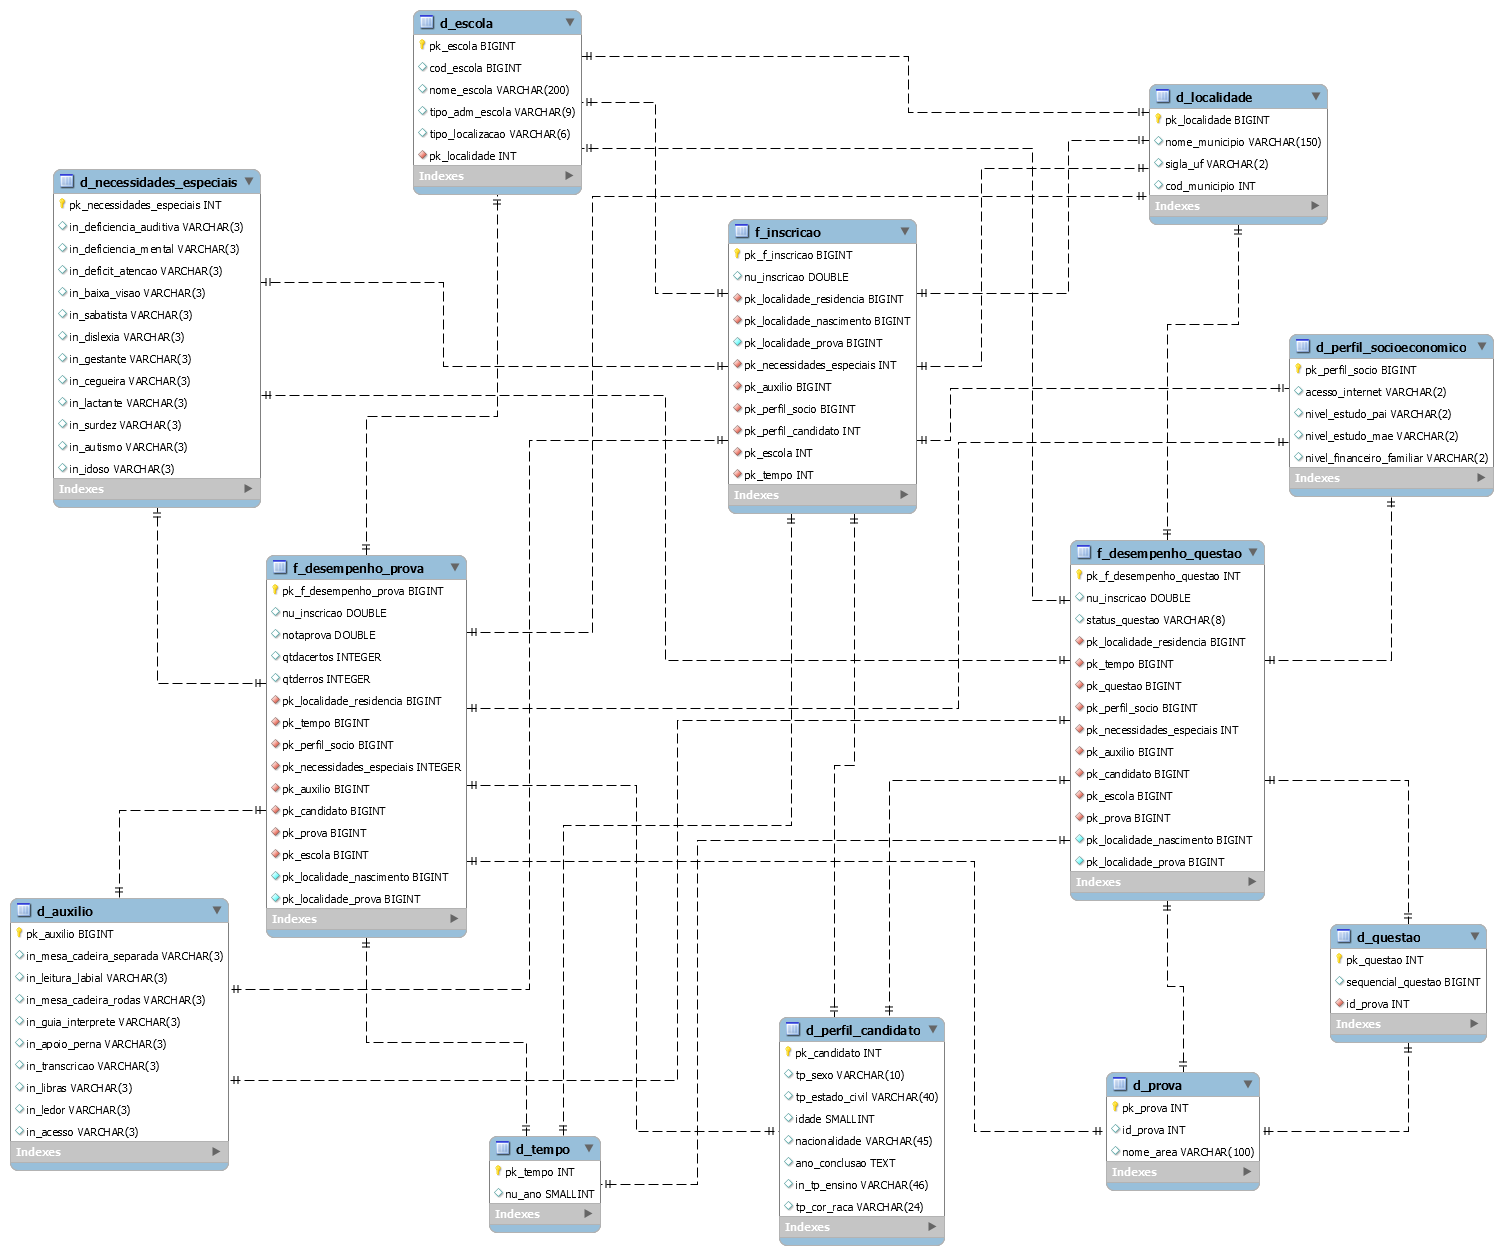 d_escola
pk_escola BIGINT
cod_escola BIGINT
nome_escola VARCHAR(200)
tipo_adm_escola VARCHAR(9)
tipo_localizacao VARCHAR(6)
pk_localidade INT
Indexes
d_localidade
pk_localidade BIGINT
nome_municipio VARCHAR(150)
sigla_uf VARCHAR(2)
cod_municipio INT
Indexes
d_necessidades_especiais
pk_necessidades_especiais INT
in_deficiencia_auditiva VARCHAR(3)
in_deficiencia_mental VARCHAR(3)
in_deficit_atencao VARCHAR(3)
in_baixa_visao VARCHAR(3)
in_sabatista VARCHAR(3)
in_dislexia VARCHAR(3)
in_gestante VARCHAR(3)
in_cegueira VARCHAR(3)
in_lactante VARCHAR(3)
in_surdez VARCHAR(3)
in_autismo VARCHAR(3)
in_idoso VARCHAR(3)
Indexes
f_inscricao
pk_f_inscricao BIGINT
nu_inscricao DOUBLE
pk_localidade_residencia BIGINT
pk_localidade_nascimento BIGINT
pk_localidade_prova BIGINT
pk_necessidades_especiais INT
pk_auxilio BIGINT
pk_perfil_socio BIGINT
pk_perfil_candidato INT
pk_escola INT
pk_tempo INT
Indexes
d_perfil_socioeconomico
pk_perfil_socio BIGINT
acesso_internet VARCHAR(2)
nivel_estudo_pai VARCHAR(2)
nivel_estudo_mae VARCHAR(2)
nivel_financeiro_familiar VARCHAR(2)
Indexes
f_desempenho_prova
pk_f_desempenho_prova BIGINT
nu_inscricao DOUBLE
notaprova DOUBLE
qtdacertos INTEGER
qtderros INTEGER
pk_localidade_residencia BIGINT
pk_tempo BIGINT
pk_perfil_socio BIGINT
pk_necessidades_especiais INTEGER
pk_auxilio BIGINT
pk_candidato BIGINT
pk_prova BIGINT
pk_escola BIGINT
pk_localidade_nascimento BIGINT
pk_localidade_prova BIGINT
Indexes
f_desempenho_questao
pk_f_desempenho_questao INT
nu_inscricao DOUBLE
status_questao VARCHAR(8)
pk_localidade_residencia BIGINT
pk_tempo BIGINT
pk_questao BIGINT
pk_perfil_socio BIGINT
pk_necessidades_especiais INT
pk_auxilio BIGINT
pk_candidato BIGINT
pk_escola BIGINT
pk_prova BIGINT
pk_localidade_nascimento BIGINT
pk_localidade_prova BIGINT
Indexes
d_auxilio
pk_auxilio BIGINT
in_mesa_cadeira_separada VARCHAR(3)
in_leitura_labial VARCHAR(3)
in_mesa_cadeira_rodas VARCHAR(3)
in_guia_interprete VARCHAR(3)
in_apoio_perna VARCHAR(3)
in_transcricao VARCHAR(3)
in_libras VARCHAR(3)
in_ledor VARCHAR(3)
in_acesso VARCHAR(3)
Indexes
d_questao
pk_questao INT
sequencial_questao BIGINT
id_prova INT
Indexes
d_perfil_candidato
pk_candidato INT
tp_sexo VARCHAR(10)
tp_estado_civil VARCHAR(40)
idade SMALLINT
nacionalidade VARCHAR(45)
ano_conclusao TEXT
in_tp_ensino VARCHAR(46)
tp_cor_raca VARCHAR(24)
Indexes
d_prova
pk_prova INT
id_prova INT
nome_area VARCHAR(100)
Indexes
d_tempo
pk_tempo INT
nu_ano SMALLINT
Indexes